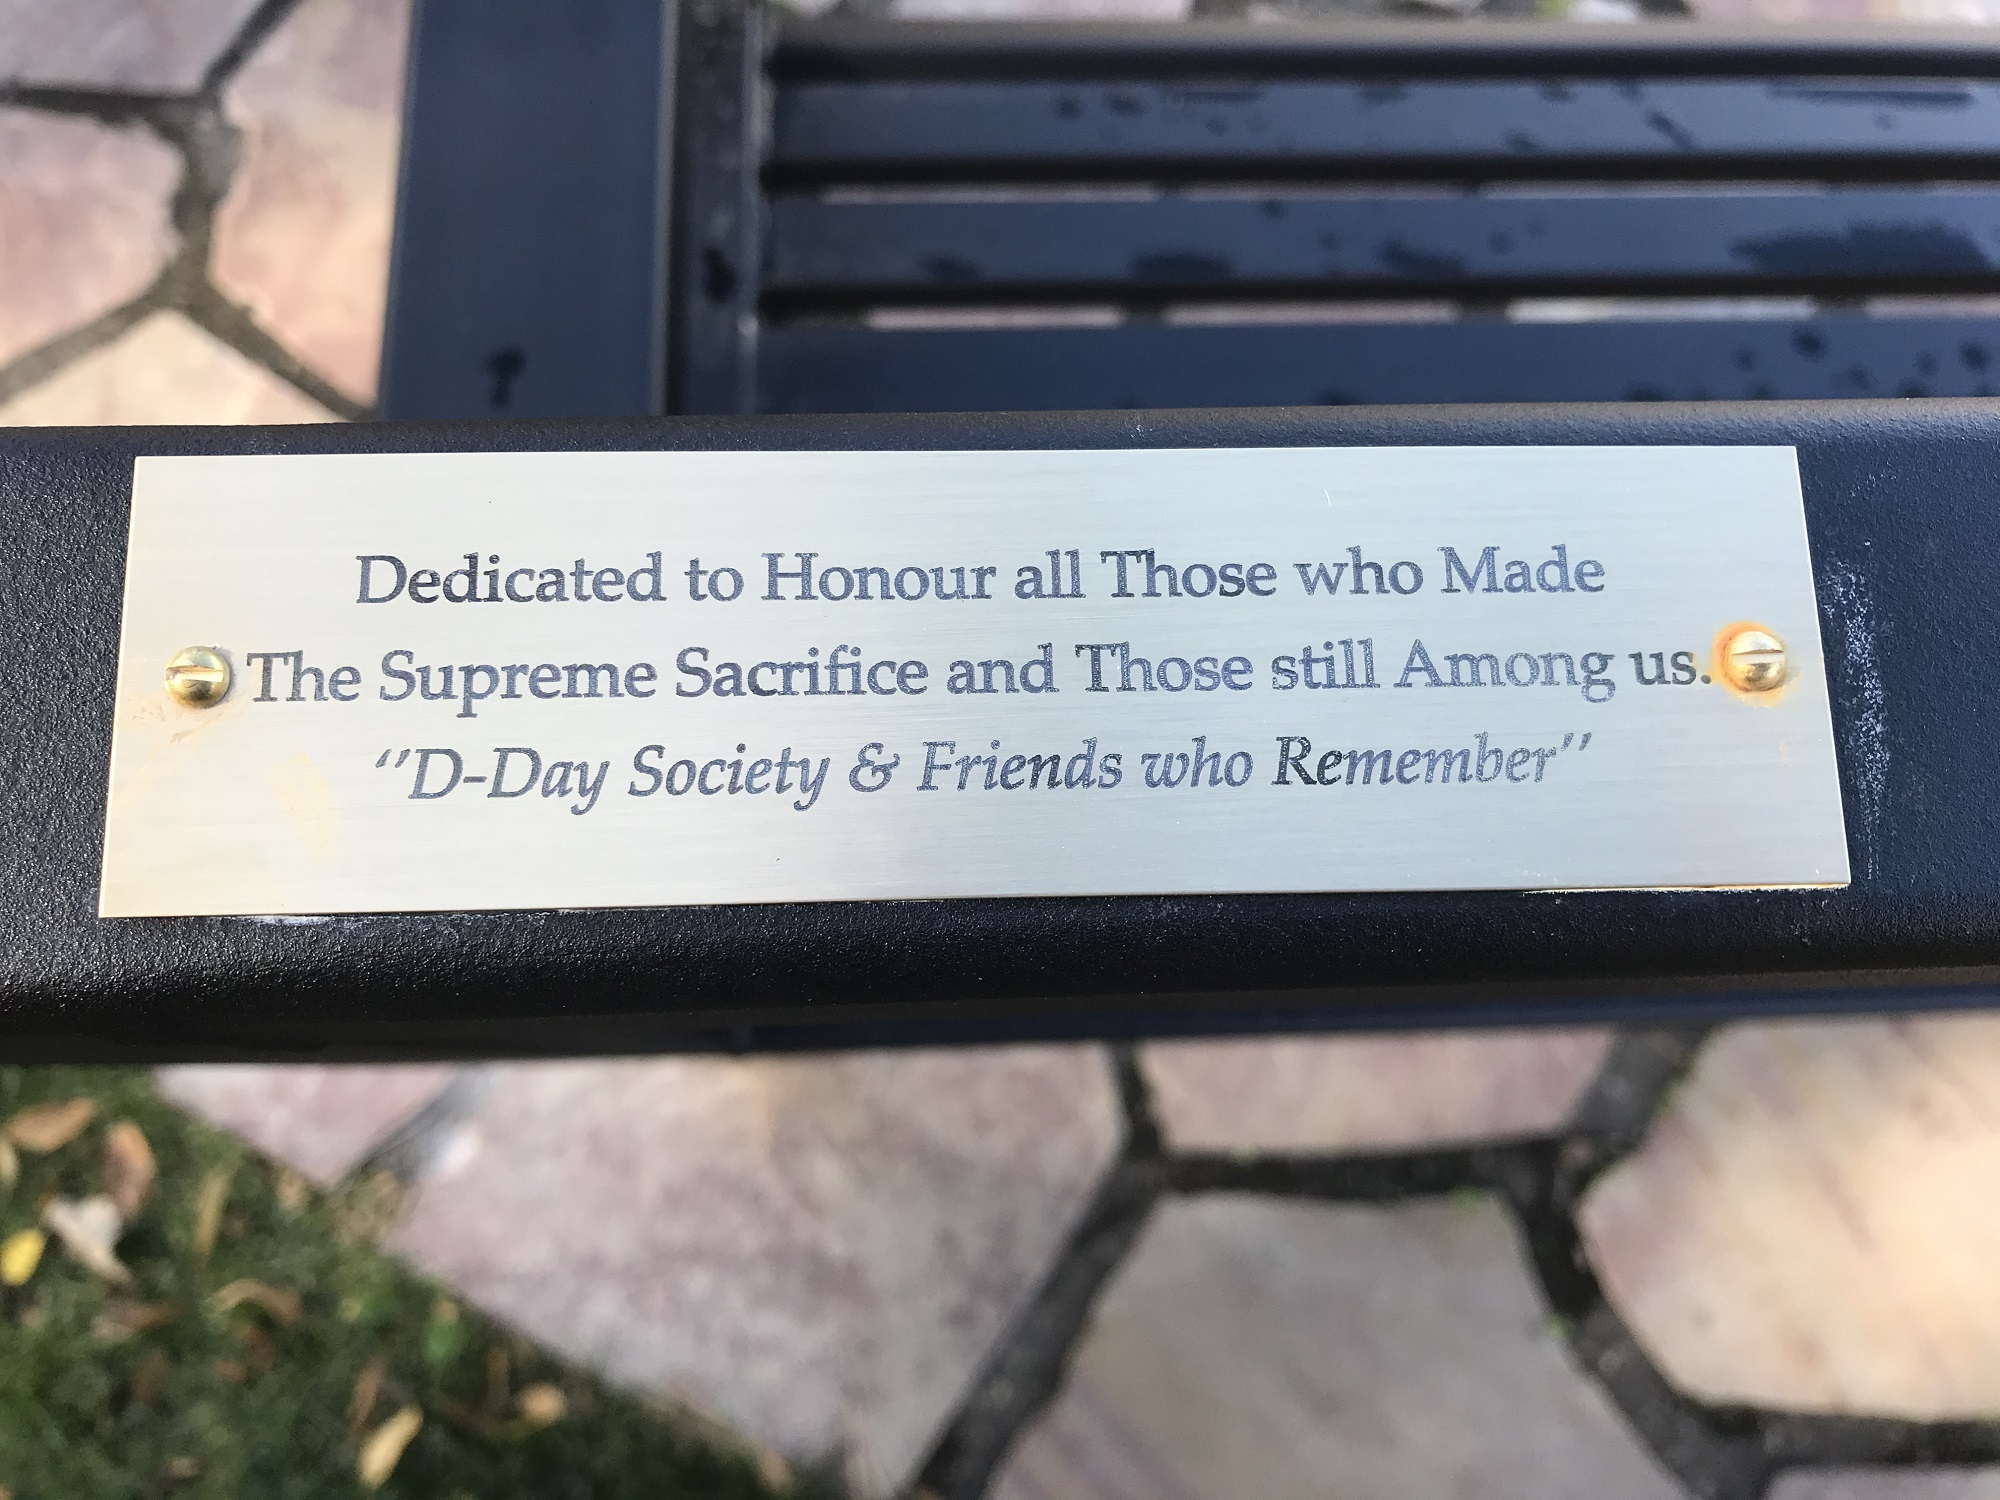 Dedicated to Honour all Those who Made
The Supreme Sacrifice and Those still Among us.
"D-Day Society & Friends who Remember"